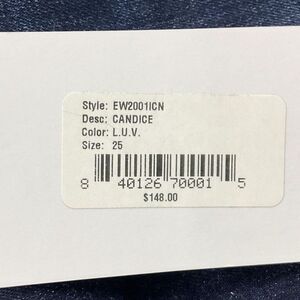 Style: EW2001ICN
Desc: CANDICE
Color: L.U.V.
Size: 25
8 40126 70001 5
$148.00